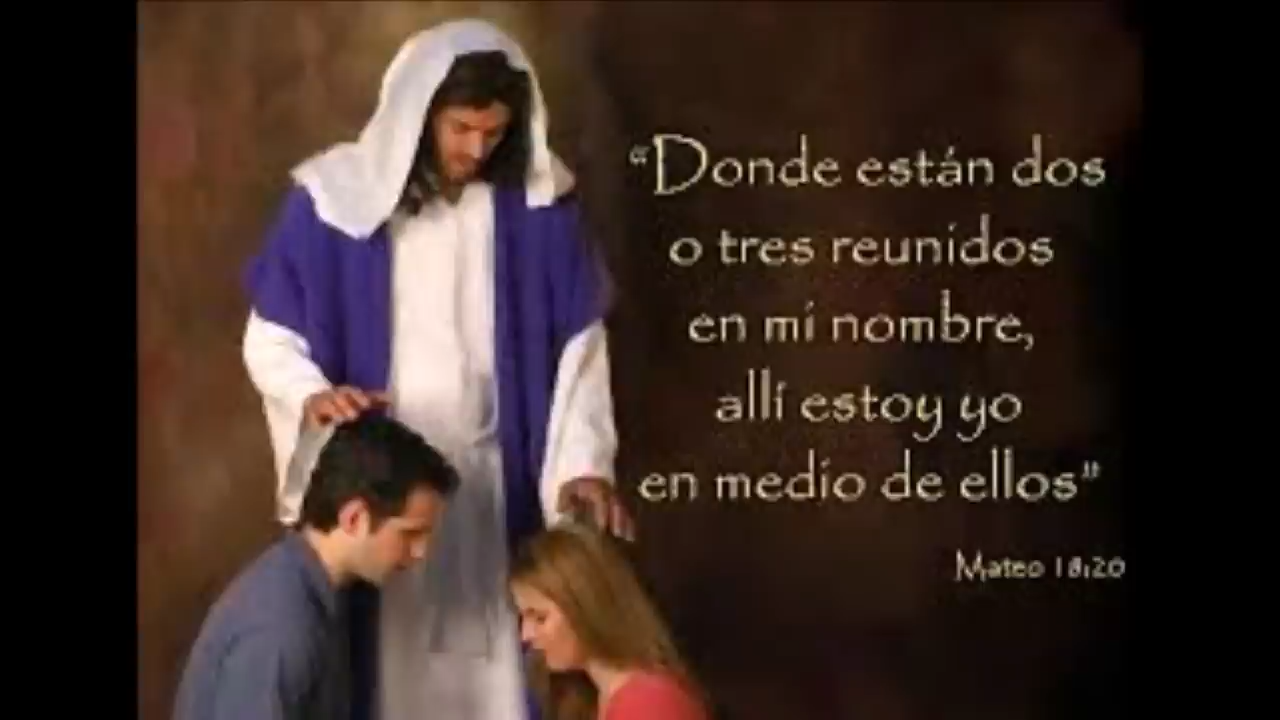 “Donde están dos
o tres reunidos
en mi nombre,
allí estoy yo
en medio de ellos”
Mateo 18:20